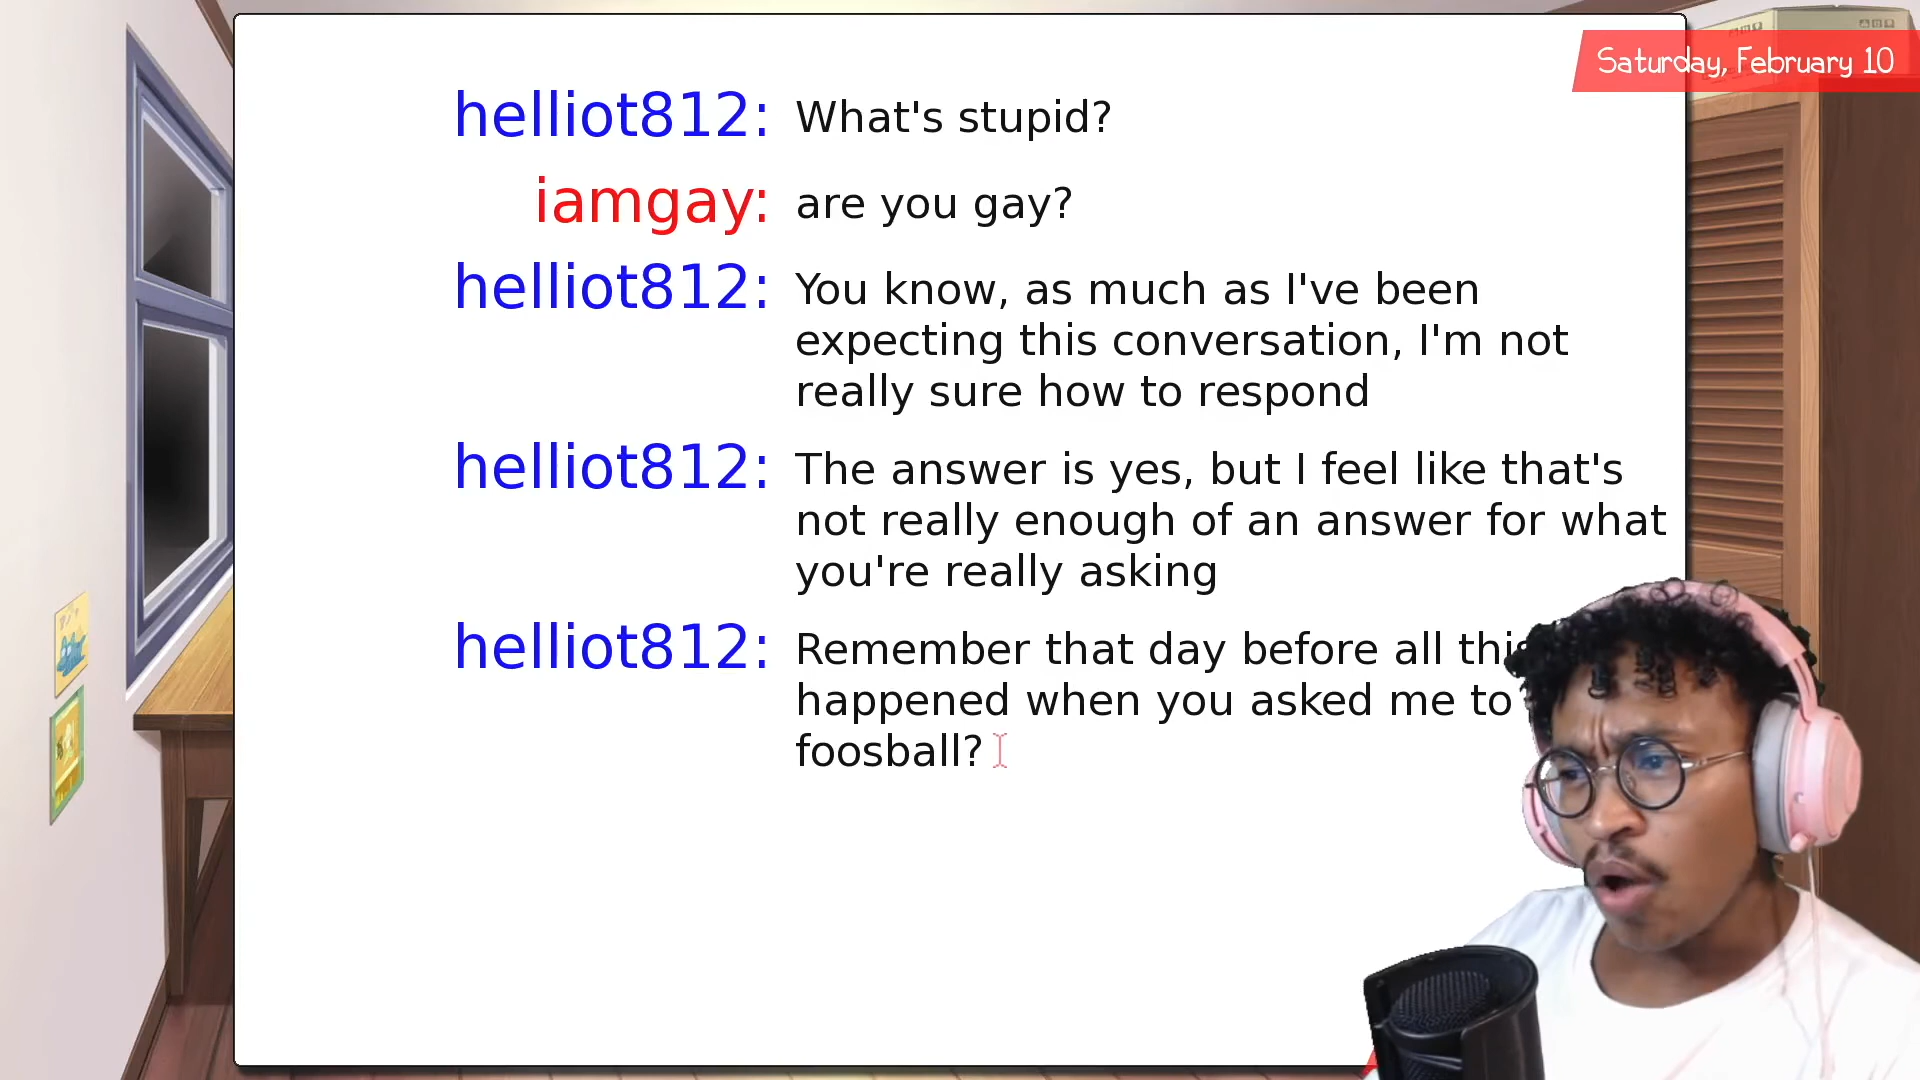 Saturday, February 10
helliot812: What's stupid?
iamgay: are you gay?
helliot812: You know, as much as I've been
expecting this conversation, I'm not
really sure how to respond
helliot812: The answer is yes, but I feel like that's
not really enough of an answer for what
you're really asking
helliot812: Remember that day before all this
happened when you asked me to
foosball?